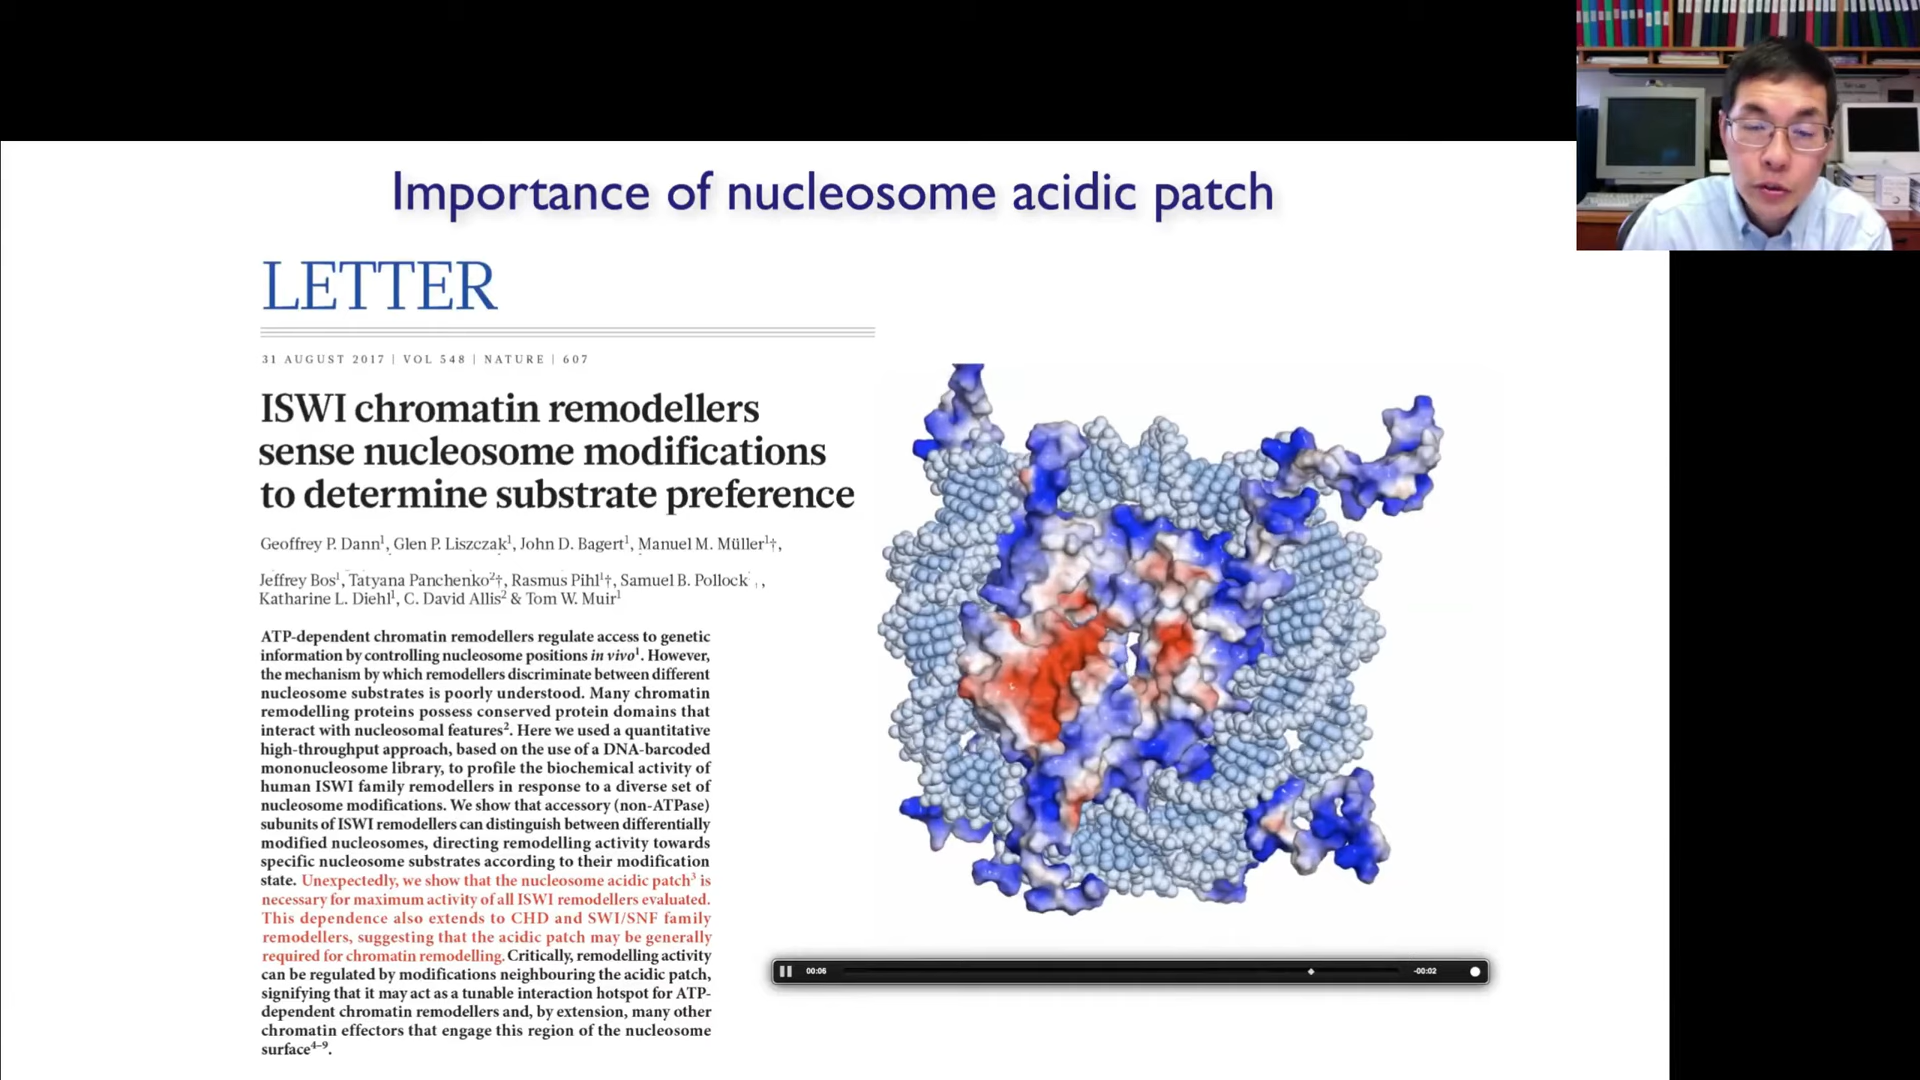 Importance of nucleosome acidic patch
LETTER
31 AUGUST 2017 | VOL 548 | NATURE | 607
ISWI chromatin remodellers
sense nucleosome modifications
to determine substrate preference
Geoffrey P. Dann¹, Glen P. Liszczak¹, John D. Bagert¹, Manuel M. Müller¹†,
Jeffrey Bos¹, Tatyana Panchenko²†, Rasmus Pihl¹†, Samuel B. Pollock
Katharine L. Diehl¹, C. David Allis² & Tom W. Muir¹
ATP-dependent chromatin remodellers regulate access to genetic
information by controlling nucleosome positions in vivo¹. However,
the mechanism by which remodellers discriminate between different
nucleosome substrates is poorly understood. Many chromatin
remodelling proteins possess conserved protein domains that
interact with nucleosomal features². Here we used a quantitative
high-throughput approach, based on the use of a DNA-barcoded
mononucleosome library, to profile the biochemical activity of
human ISWI family remodellers in response to a diverse set of
nucleosome modifications. We show that accessory (non-ATPase)
subunits of ISWI remodellers can distinguish between differentially
modified nucleosomes, directing remodelling activity towards
specific nucleosome substrates according to their modification
state. Unexpectedly, we show that the nucleosome acidic patch³ is
necessary for maximum activity of all ISWI remodellers evaluated.
This dependence also extends to CHD and SWI/SNF family
remodellers, suggesting that the acidic patch may be generally
required for chromatin remodelling. Critically, remodelling activity
can be regulated by modifications neighbouring the acidic patch,
signifying that it may act as a tunable interaction hotspot for ATP-
dependent chromatin remodellers and, by extension, many other
chromatin effectors that engage this region of the nucleosome
surface⁴⁻⁹.
00:06
-00:02